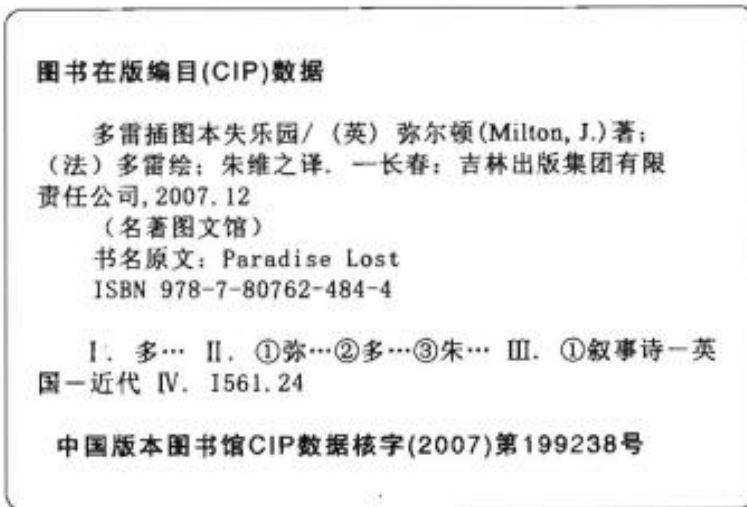 图书在版编目(CIP)数据
多雷插图本失乐园/(英)弥尔顿(Milton, J.)著;
(法)多雷绘;朱维之译. —长春:吉林出版集团有限
责任公司,2007.12
(名著图文馆)
书名原文:Paradise Lost
ISBN 978-7-80762-484-4
Ⅰ. 多… Ⅱ. ①弥…②多…③朱… Ⅲ. ①叙事诗－英
国－近代 Ⅳ. I561.24
中国版本图书馆CIP数据核字(2007)第199238号